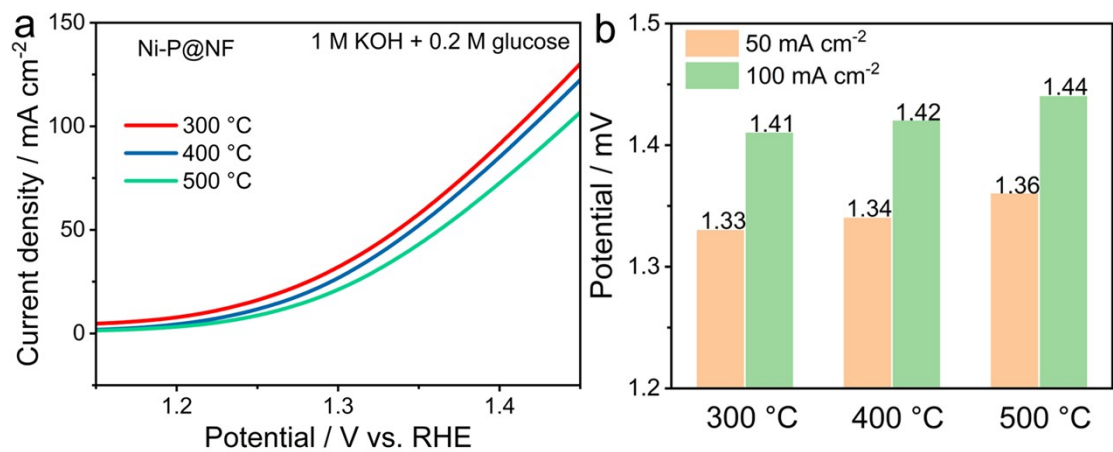 a
Ni-P@NF
1 M KOH + 0.2 M glucose
300 °C
400 °C
500 °C
150
100
50
0
1.2
1.3
1.4
Current density / mA cm⁻²
Potential / V vs. RHE
b
50 mA cm⁻²
100 mA cm⁻²
1.5
1.4
1.3
1.2
Potential / mV
1.33
1.41
1.34
1.42
1.36
1.44
300 °C
400 °C
500 °C